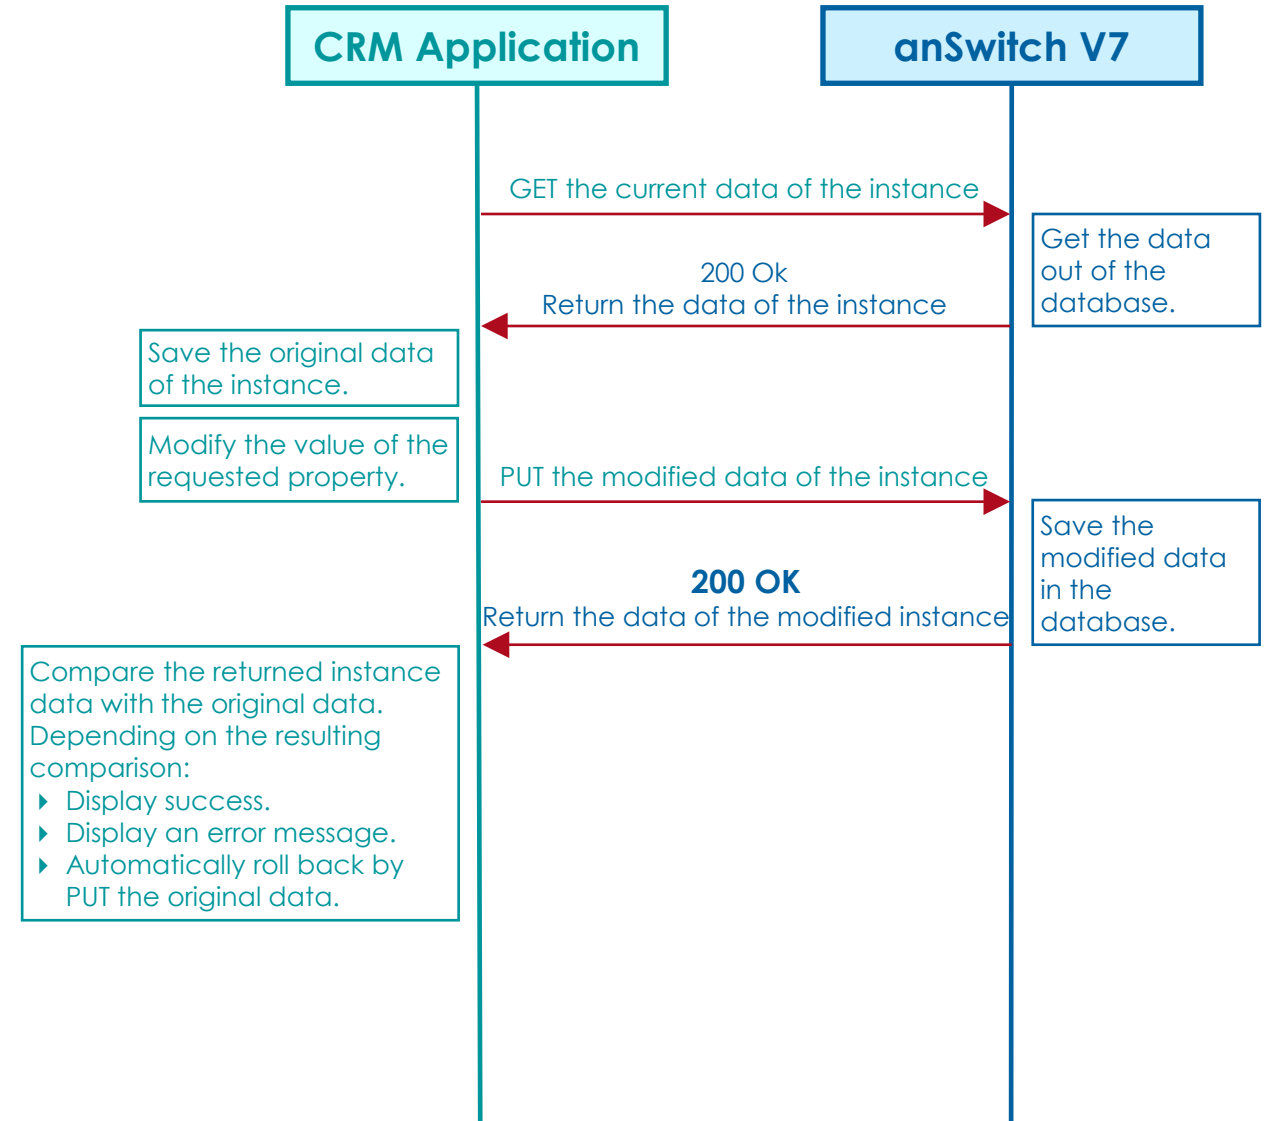 CRM Application
anSwitch V7
GET the current data of the instance
Get the data
out of the
database.
200 Ok
Return the data of the instance
Save the original data
of the instance.
Modify the value of the
requested property.
PUT the modified data of the instance
Save the
modified data
in the
database.
200 OK
Return the data of the modified instance
Compare the returned instance
data with the original data.
Depending on the resulting
comparison:
Display success.
Display an error message.
Automatically roll back by
PUT the original data.